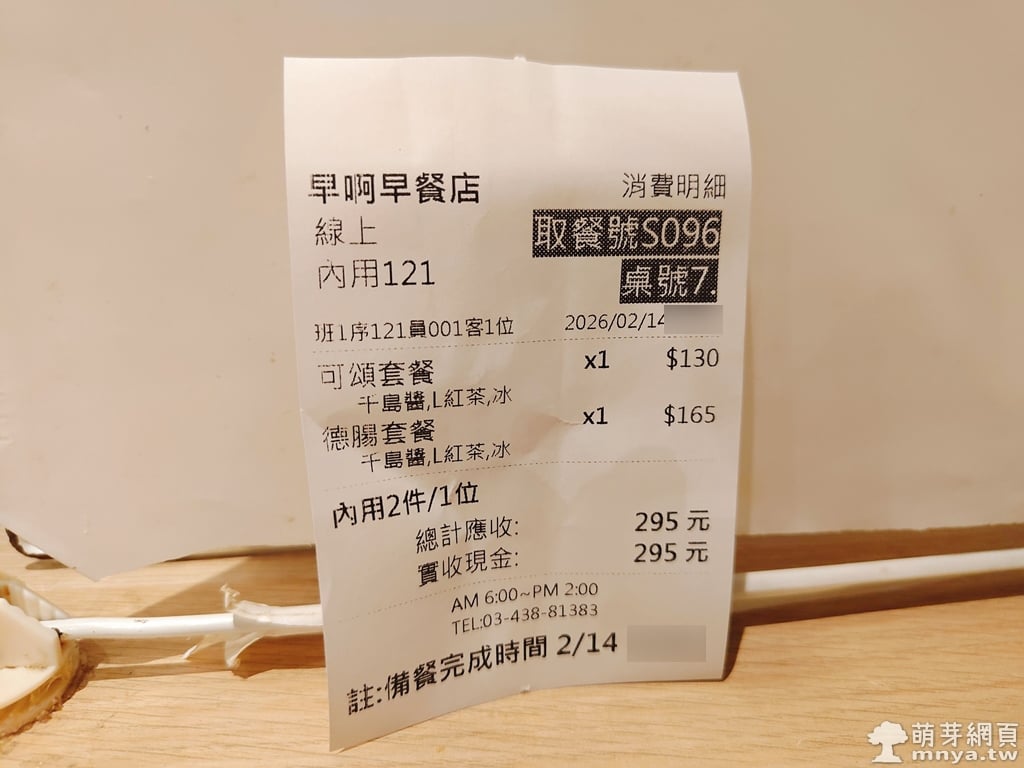 早啊早餐店 消費明細
線上 取餐號S096
內用121 桌號7.
班1序121員001客1位 2026/02/14
可頌套餐 x1 $130
千島醬,L紅茶,冰
德腸套餐 x1 $165
千島醬,L紅茶,冰
內用2件/1位
總計應收: 295 元
實收現金: 295 元
AM 6:00~PM 2:00
TEL:03-438-81383
註:備餐完成時間 2/14
萌芽網頁
mnya.tw